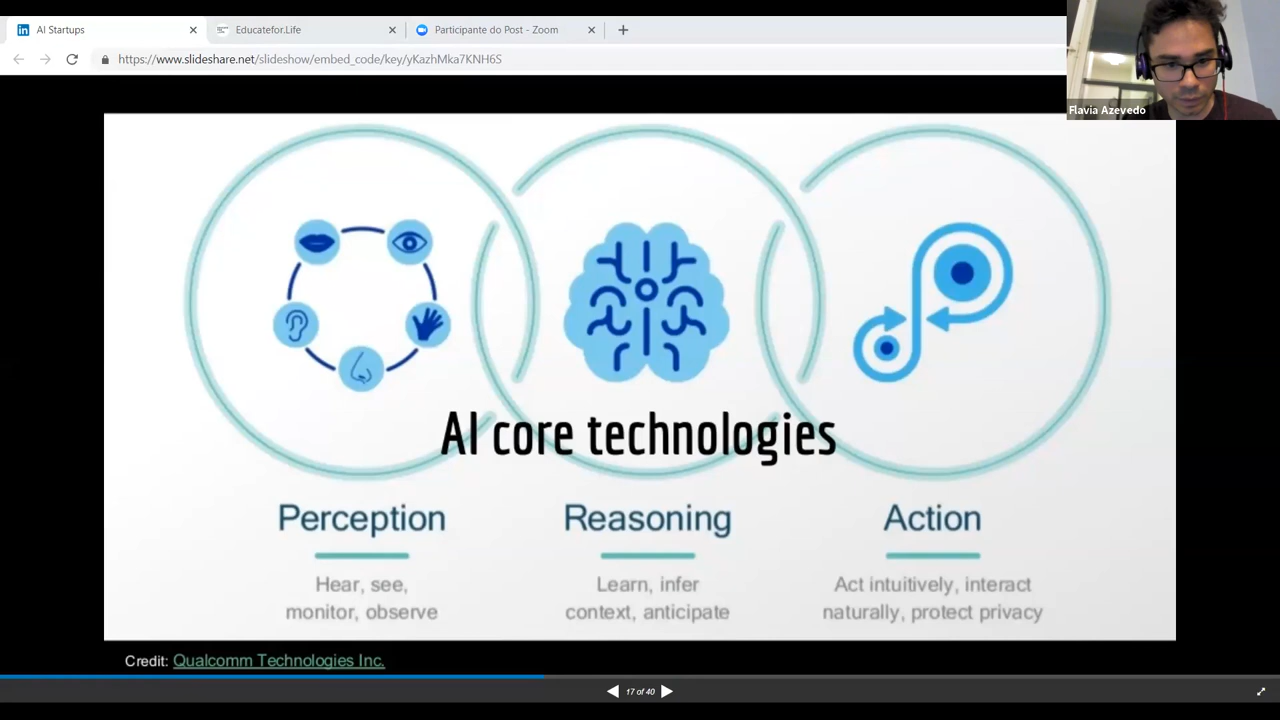 AI Startups
Educatefor.Life
Participante do Post - Zoom
https://www.slideshare.net/slideshow/embed_code/key/yKazhMka7KNH6S
Flavia Azevedo
AI core technologies
Perception
Hear, see,
monitor, observe
Reasoning
Learn, infer
context, anticipate
Action
Act intuitively, interact
naturally, protect privacy
Credit: Qualcomm Technologies Inc.
17 of 40